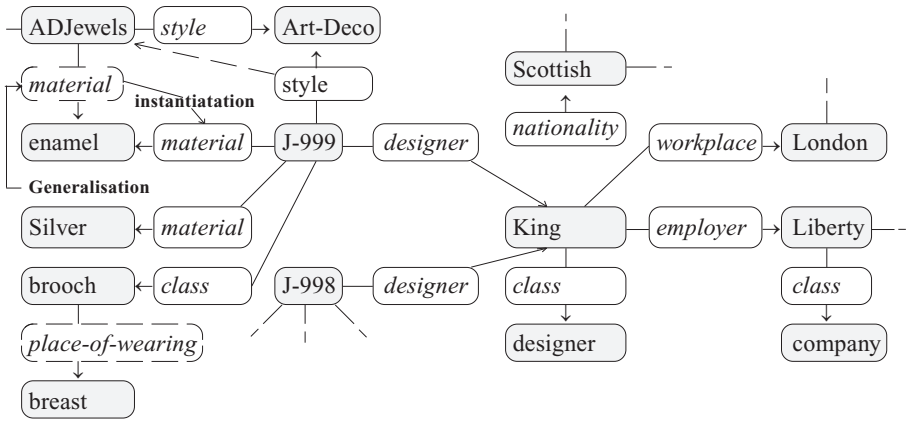 ADJewels style Art-Deco
Scottish
material style
instantiatation
enamel material J-999 designer nationality workplace London
Generalisation
Silver material King employer Liberty
brooch class J-998 designer class class
place-of-wearing designer company
breast